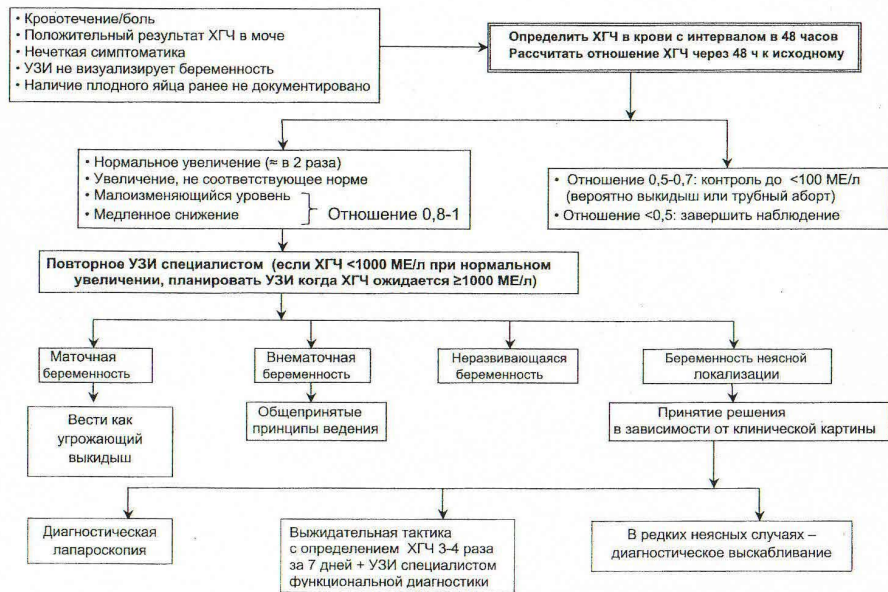 • Кровотечение/боль
• Положительный результат ХГЧ в моче
• Нечеткая симптоматика
• УЗИ не визуализирует беременность
• Наличие плодного яйца ранее не документировано
Определить ХГЧ в крови с интервалом в 48 часов
Рассчитать отношение ХГЧ через 48 ч к исходному
• Нормальное увеличение (≈ в 2 раза)
• Увеличение, не соответствующее норме
• Малоизменяющийся уровень
• Медленное снижение
Отношение 0,8-1
• Отношение 0,5-0,7: контроль до <100 МЕ/л
(вероятно выкидыш или трубный аборт)
• Отношение <0,5: завершить наблюдение
Повторное УЗИ специалистом (если ХГЧ <1000 МЕ/л при нормальном
увеличении, планировать УЗИ когда ХГЧ ожидается ≥1000 МЕ/л)
Маточная
беременность
Внематочная
беременность
Неразвивающаяся
беременность
Беременность неясной
локализации
Вести как
угрожающий
выкидыш
Общепринятые
принципы ведения
Принятие решения
в зависимости от клинической картины
Диагностическая
лапароскопия
Выжидательная тактика
с определением ХГЧ 3-4 раза
за 7 дней + УЗИ специалистом
функциональной диагностики
В редких неясных случаях –
диагностическое выскабливание